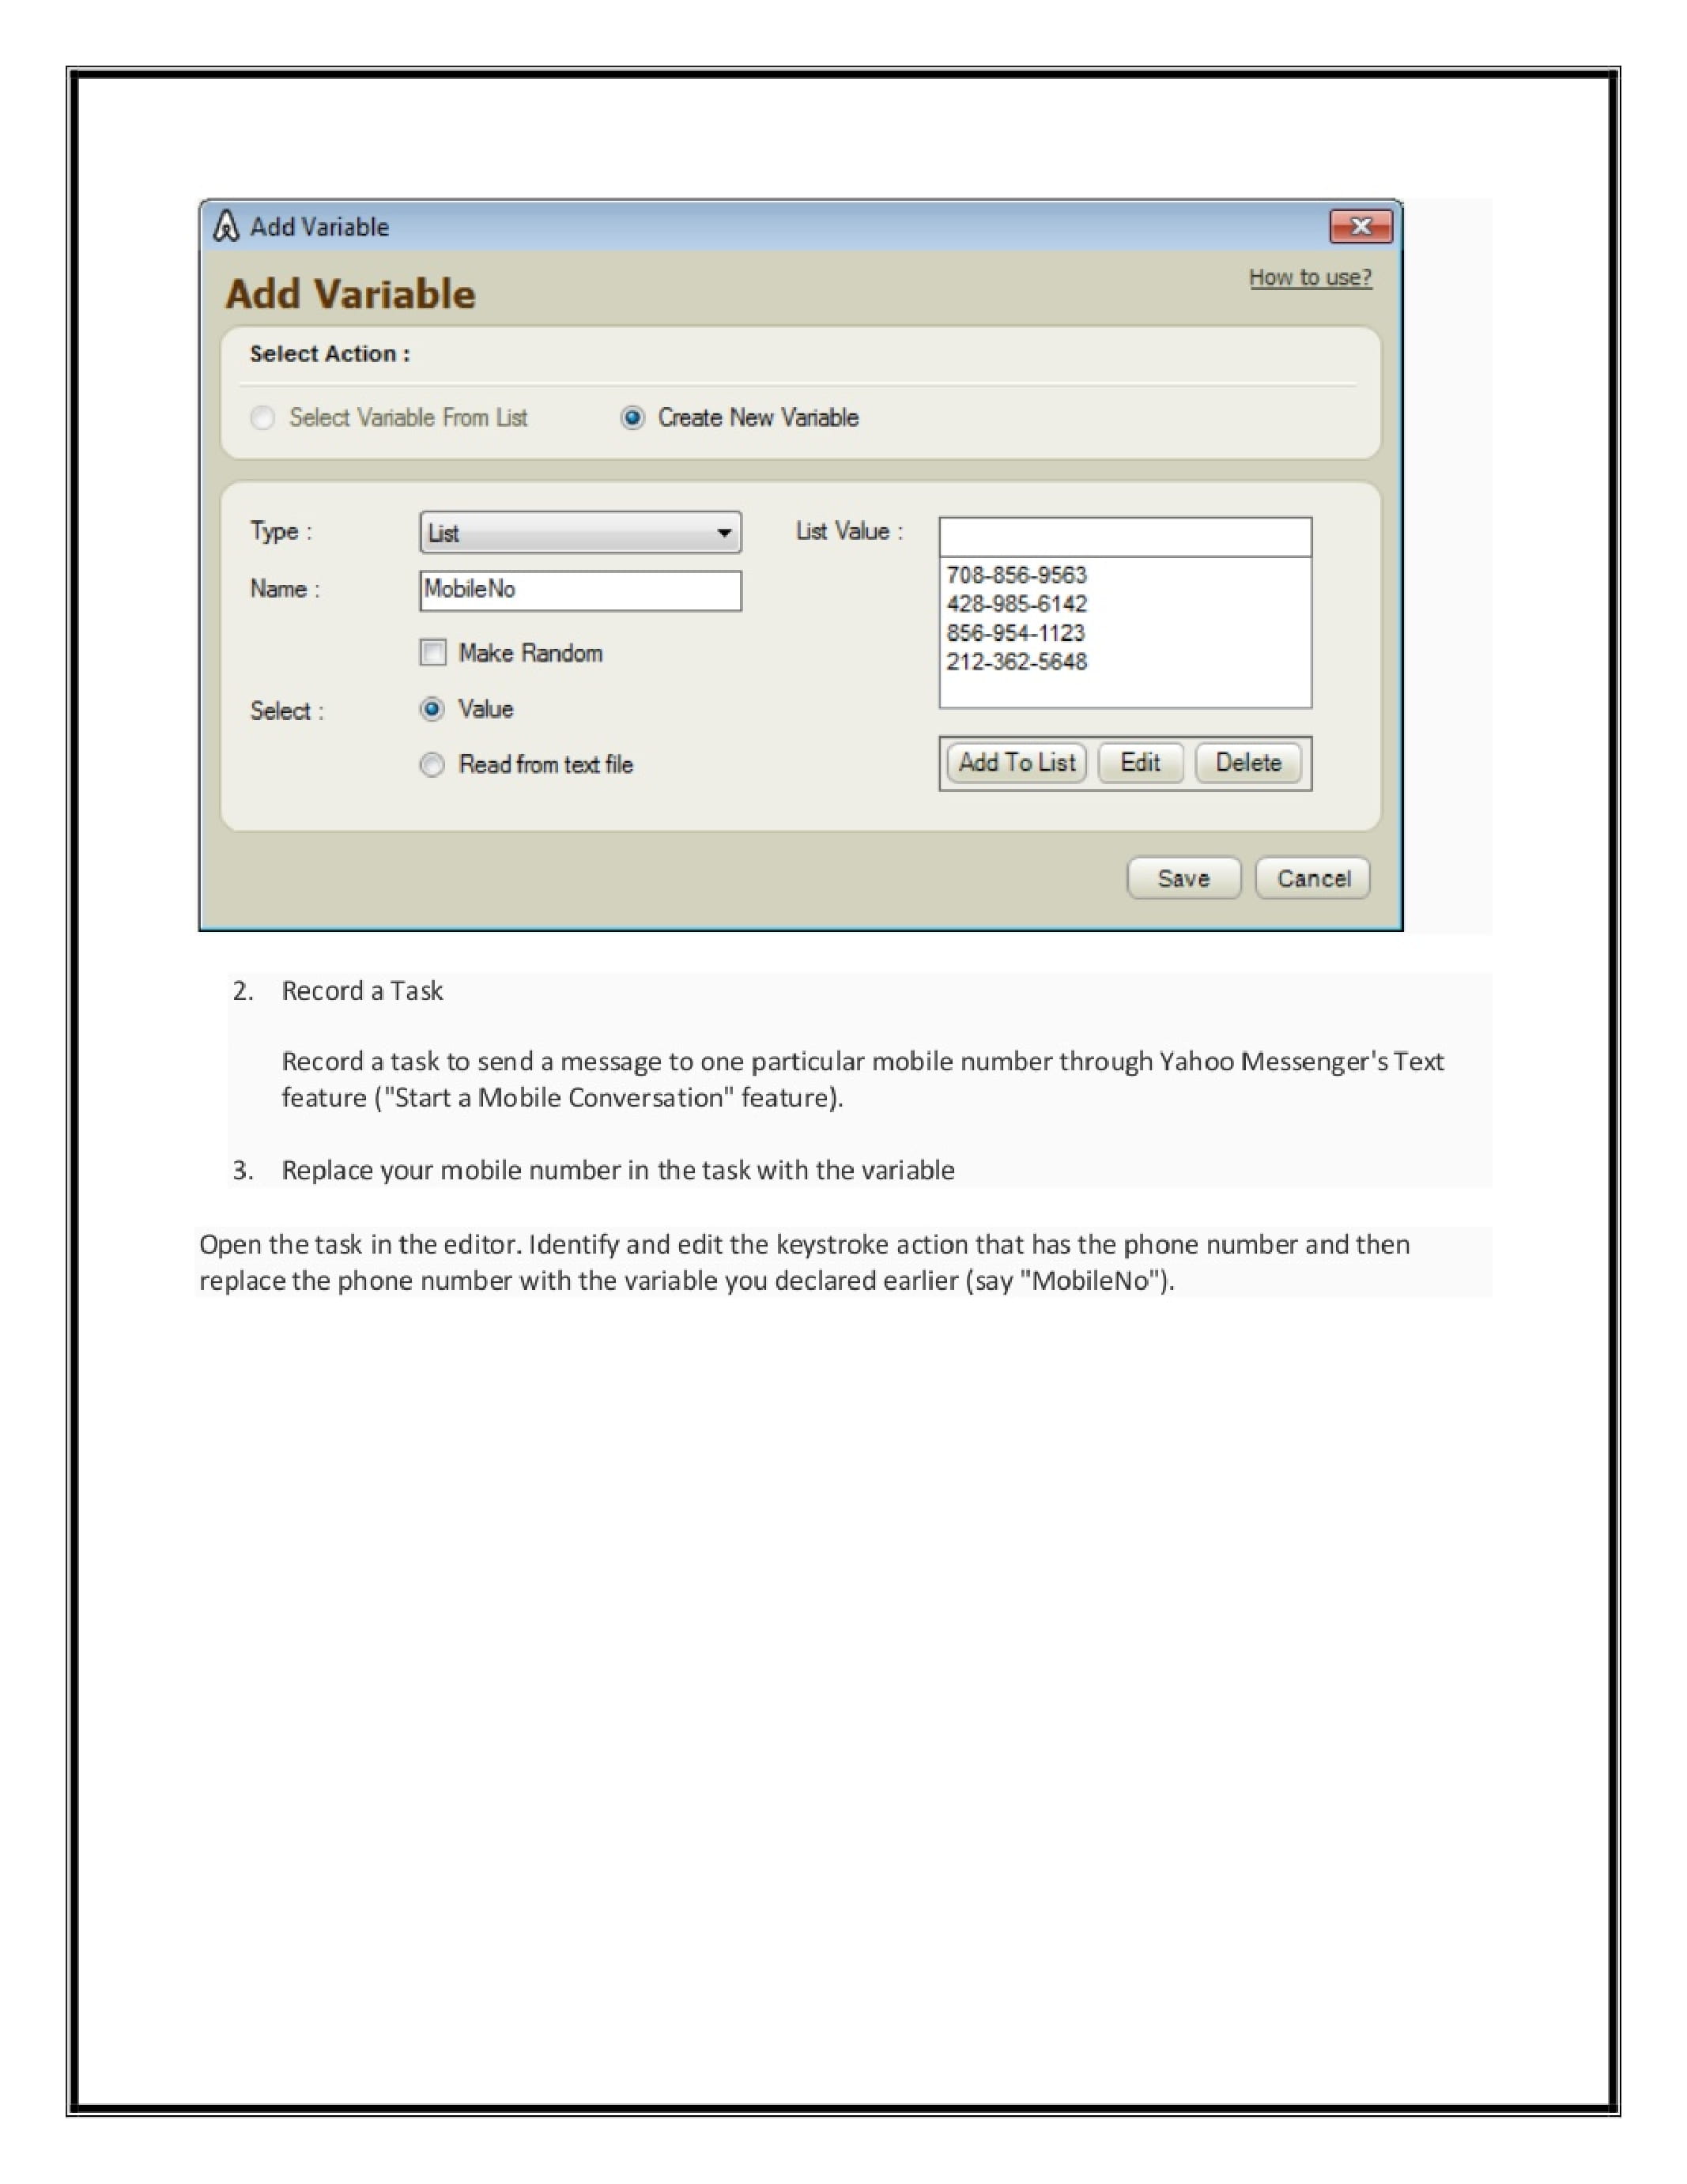 Add Variable
How to use?
Add Variable
Select Action :
Select Variable From List Create New Variable
Type : List List Value :
Name : MobileNo
708-856-9563
428-985-6142
856-954-1123
212-362-5648
Make Random
Select : Value
Read from text file
Add To List Edit Delete
Save Cancel
2. Record a Task
Record a task to send a message to one particular mobile number through Yahoo Messenger's Text
feature ("Start a Mobile Conversation" feature).
3. Replace your mobile number in the task with the variable
Open the task in the editor. Identify and edit the keystroke action that has the phone number and then
replace the phone number with the variable you declared earlier (say "MobileNo").